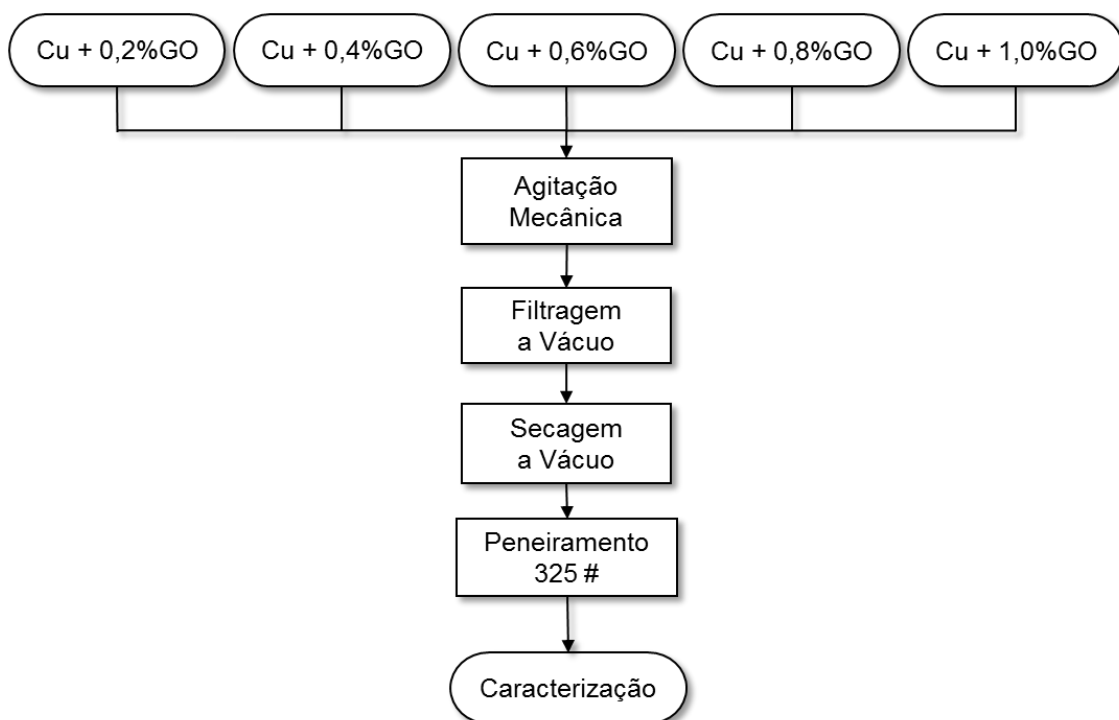 Cu + 0,2%GO
Cu + 0,4%GO
Cu + 0,6%GO
Cu + 0,8%GO
Cu + 1,0%GO
Agitação
Mecânica
Filtragem
a Vácuo
Secagem
a Vácuo
Peneiramento
325 #
Caracterização